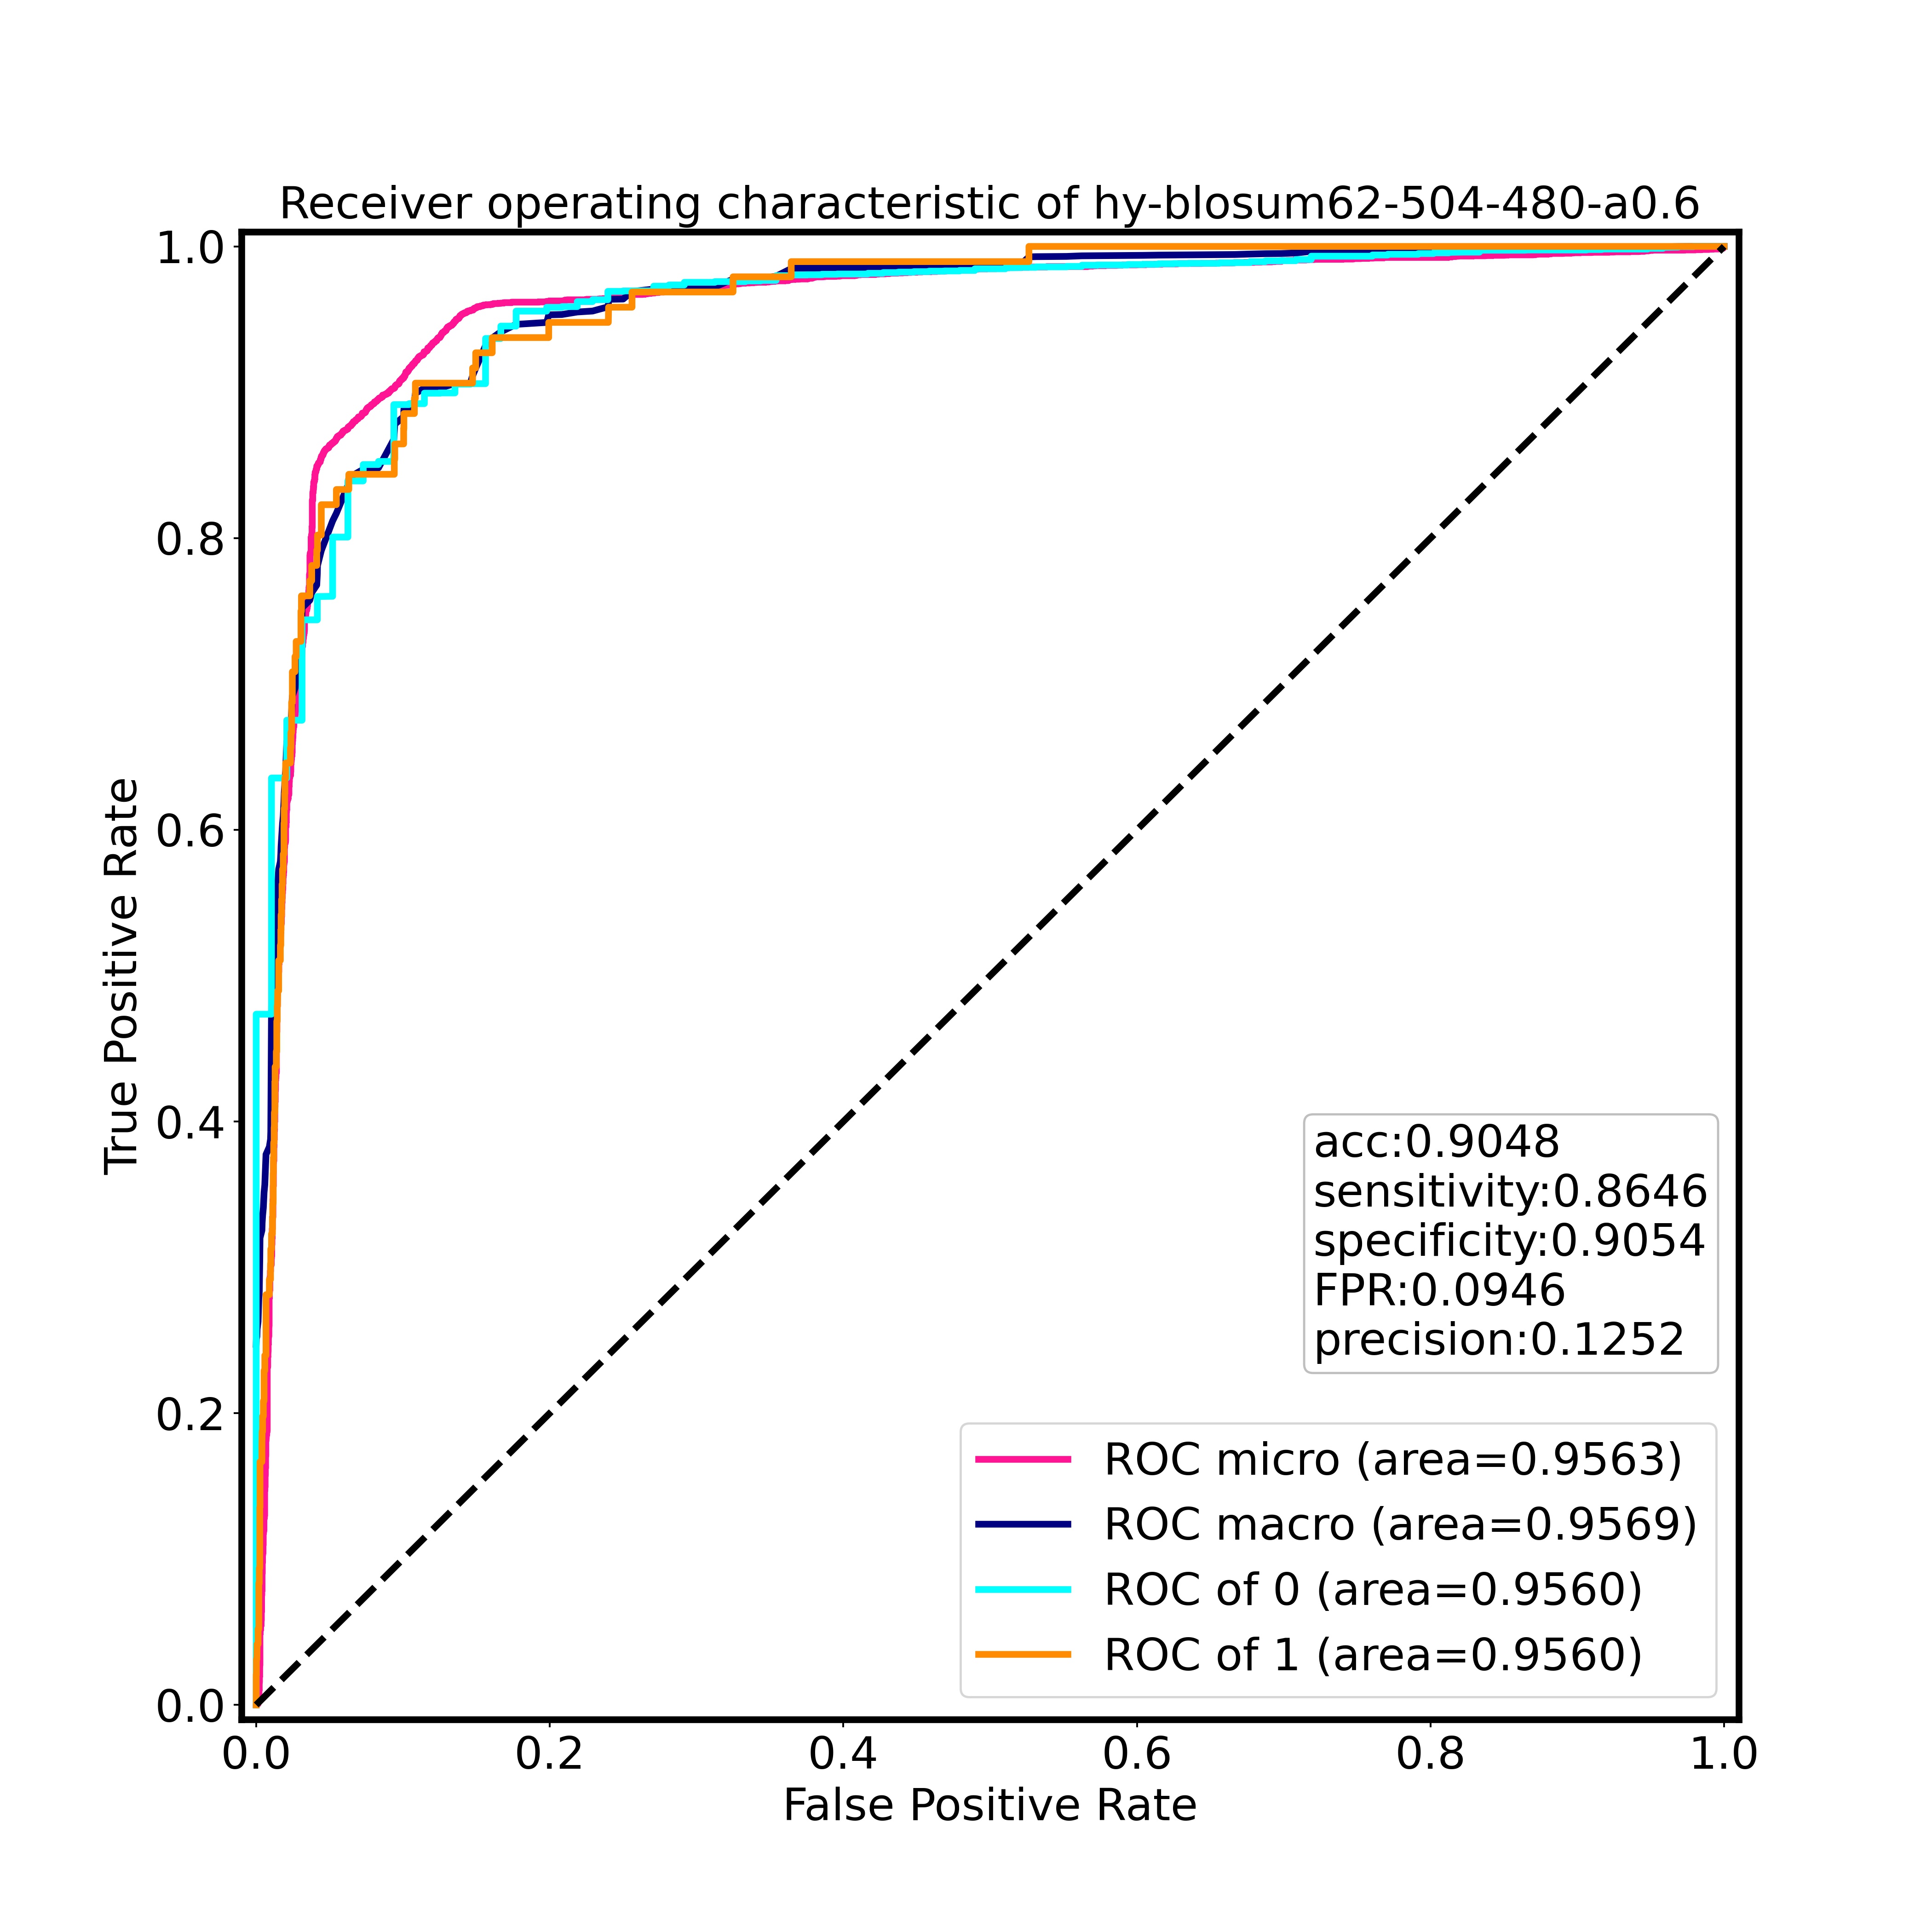 Receiver operating characteristic of hy-blosum62-504-480-a0.6
1.0
0.8
0.6
0.4
0.2
0.0
True Positive Rate
acc:0.9048
sensitivity:0.8646
specificity:0.9054
FPR:0.0946
precision:0.1252
ROC micro (area=0.9563)
ROC macro (area=0.9569)
ROC of 0 (area=0.9560)
ROC of 1 (area=0.9560)
0.0 0.2 0.4 0.6 0.8 1.0
False Positive Rate